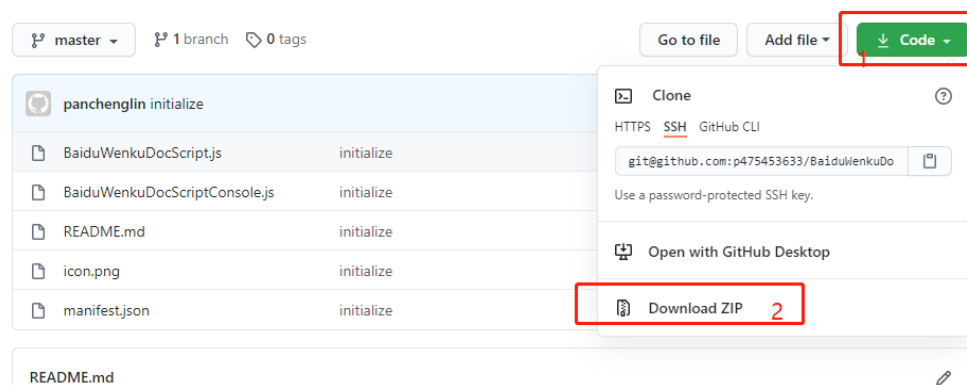 master 1 branch 0 tags Go to file Add file Code
1
panchenglin initialize
Clone
HTTPS SSH GitHub CLI
BaiduWenkuDocScript.js initialize
git@github.com:p475453633/BaiduWenkuDo
BaiduWenkuDocScriptConsole.js initialize
Use a password-protected SSH key.
README.md initialize
Open with GitHub Desktop
icon.png initialize
manifest.json initialize
Download ZIP 2
README.md